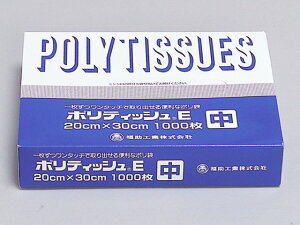 POLYTISSUES
一枚ずつワンタッチで取り出せる便利なポリ袋
ポリティッシュE 中
20cm×30cm 1000枚
福助工業株式会社
一枚ずつワンタッチで取り出せる便利なポリ袋
ポリティッシュE 中
20cm×30cm 1000枚
福助工業株式会社